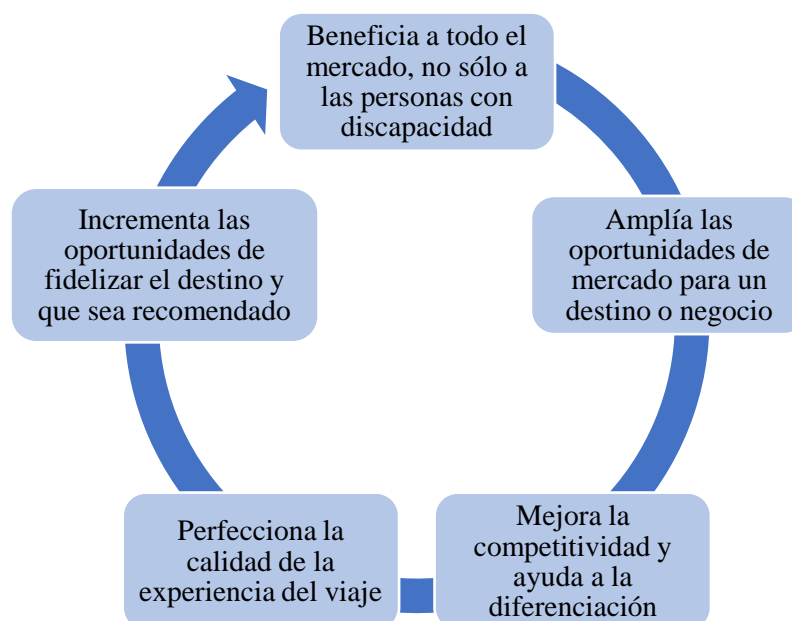 Beneficia a todo el
mercado, no sólo a
las personas con
discapacidad
Amplía las
oportunidades de
mercado para un
destino o negocio
Mejora la
competitividad y
ayuda a la
diferenciación
Perfecciona la
calidad de la
experiencia del viaje
Incrementa las
oportunidades de
fidelizar el destino y
que sea recomendado